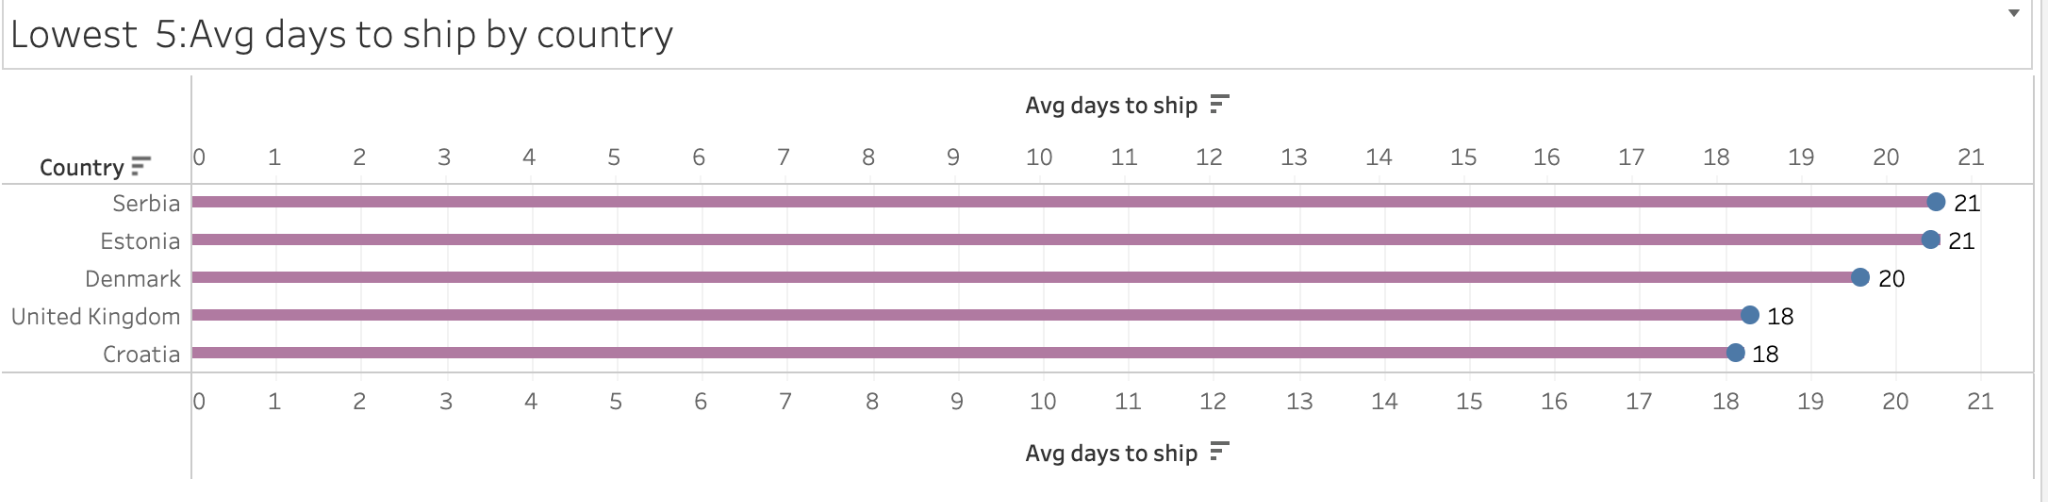 Lowest  5:Avg days to ship by country
Avg days to ship
Country
0 1 2 3 4 5 6 7 8 9 10 11 12 13 14 15 16 17 18 19 20 21
Serbia 21
Estonia 21
Denmark 20
United Kingdom 18
Croatia 18
0 1 2 3 4 5 6 7 8 9 10 11 12 13 14 15 16 17 18 19 20 21
Avg days to ship